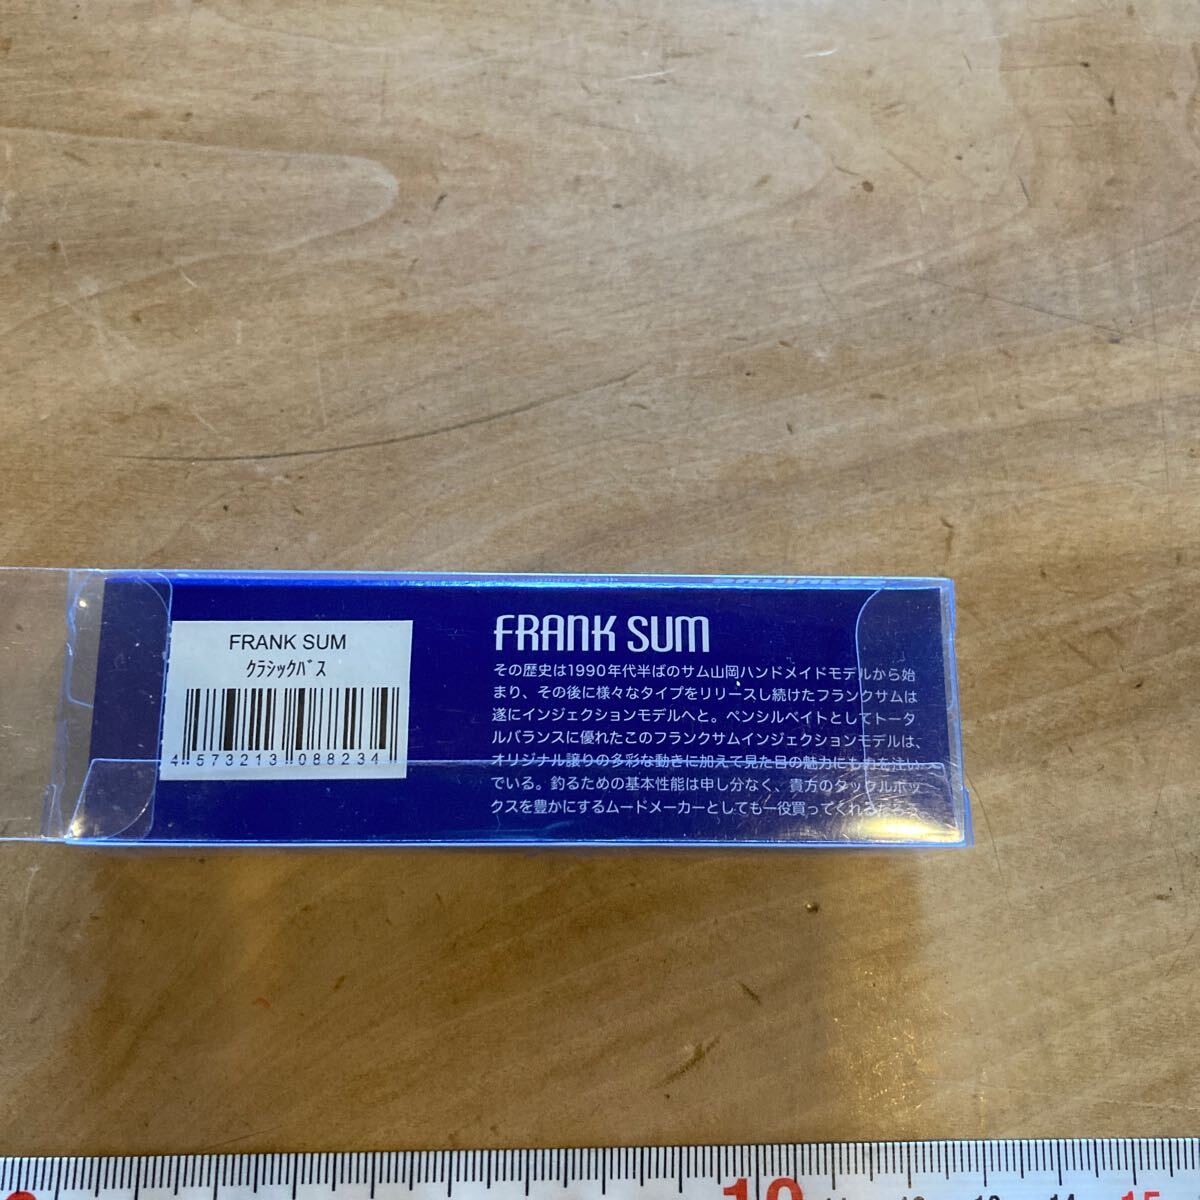 FRANK SUM
ｸﾗｼｯｸﾊﾞｽ
4 573213 088234
FRANK SUM
その歴史は1990年代半ばのサム山岡ハンドメイドモデルから始
まり、その後に様々なタイプをリリースし続けたフランクサムは
遂にインジェクションモデルへと。ペンシルベイトとしてトータ
ルバランスに優れたこのフランクサムインジェクションモデルは、
オリジナル譲りの多彩な動きに加えて見た目の魅力にも力を注い
でいる。釣るための基本性能は申し分なく、貴方のタックルボッ
クスを豊かにするムードメーカーとしても一役買ってくれるだろう。
10 11 12 13 14 15